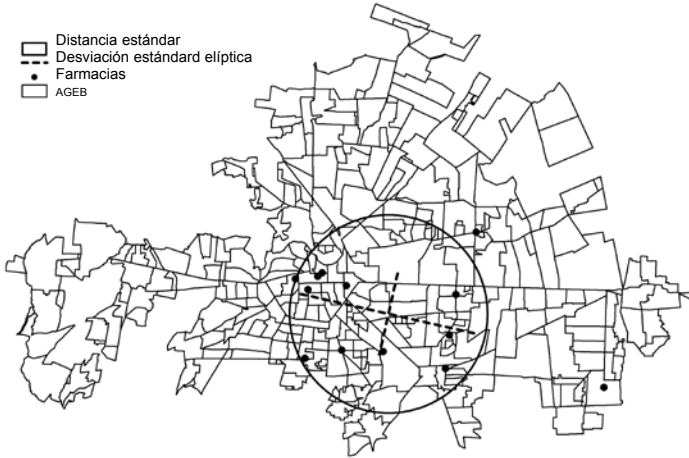 Distancia estándar
Desviación estándard elíptica
Farmacias
AGEB